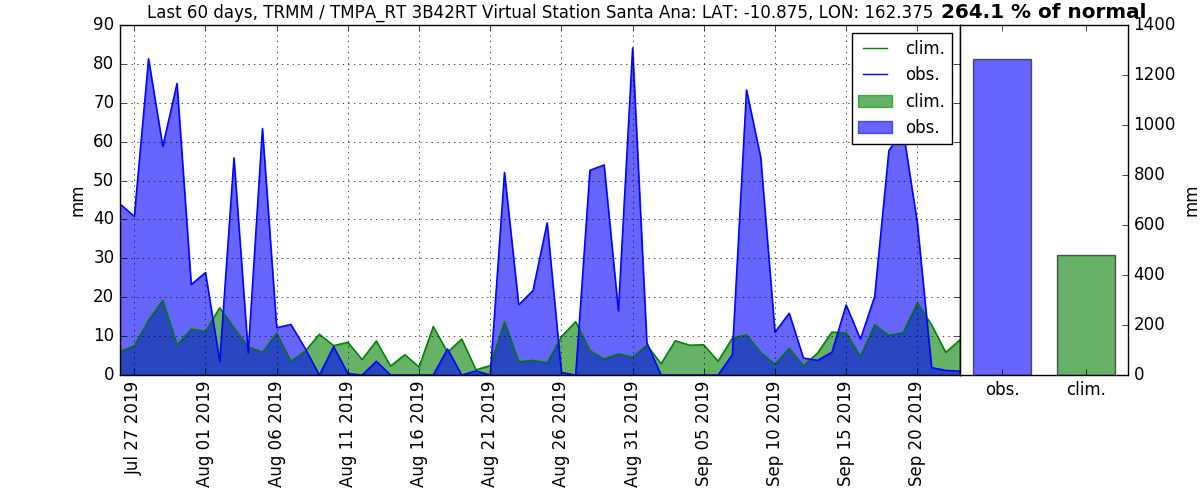 Last 60 days, TRMM / TMPA_RT 3B42RT Virtual Station Santa Ana: LAT: -10.875, LON: 162.375 264.1 % of normal
90
80
70
60
50
40
30
20
10
0
mm
clim.
obs.
clim.
obs.
Jul 27 2019
Aug 01 2019
Aug 06 2019
Aug 11 2019
Aug 16 2019
Aug 21 2019
Aug 26 2019
Aug 31 2019
Sep 05 2019
Sep 10 2019
Sep 15 2019
Sep 20 2019
1400
1200
1000
800
600
400
200
0
mm
obs.
clim.